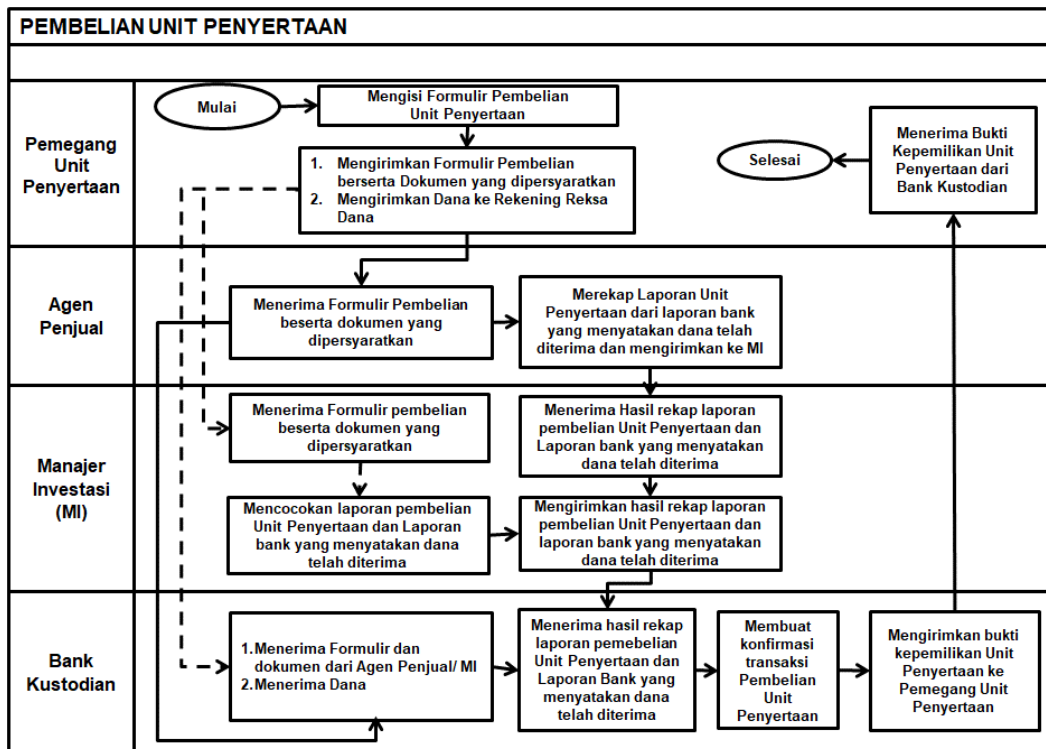 PEMBELIAN UNIT PENYERTAAN
Pemegang
Unit
Penyertaan
Mulai
Mengisi Formulir Pembelian
Unit Penyertaan
1. Mengirimkan Formulir Pembelian
berserta Dokumen yang dipersyaratkan
2. Mengirimkan Dana ke Rekening Reksa
Dana
Selesai
Menerima Bukti
Kepemilikan Unit
Penyertaan dari
Bank Kustodian
Agen
Penjual
Menerima Formulir Pembelian
beserta dokumen yang
dipersyaratkan
Merekap Laporan Unit
Penyertaan dari laporan bank
yang menyatakan dana telah
diterima dan mengirimkan ke MI
Manajer
Investasi
(MI)
Menerima Formulir pembelian
beserta dokumen yang
dipersyaratkan
Menerima Hasil rekap laporan
pembelian Unit Penyertaan dan
Laporan bank yang menyatakan
dana telah diterima
Mencocokan laporan pembelian
Unit Penyertaan dan Laporan
bank yang menyatakan dana
telah diterima
Mengirimkan hasil rekap laporan
pembelian Unit Penyertaan dan
laporan bank yang menyatakan
dana telah diterima
Bank
Kustodian
1.Menerima Formulir dan
dokumen dari Agen Penjual/ MI
2.Menerima Dana
Menerima hasil rekap
laporan pemebelian
Unit Penyertaan dan
Laporan Bank yang
menyatakan dana
telah diterima
Membuat
konfirmasi
transaksi
Pembelian
Unit
Penyertaan
Mengirimkan bukti
kepemilikan Unit
Penyertaan ke
Pemegang Unit
Penyertaan